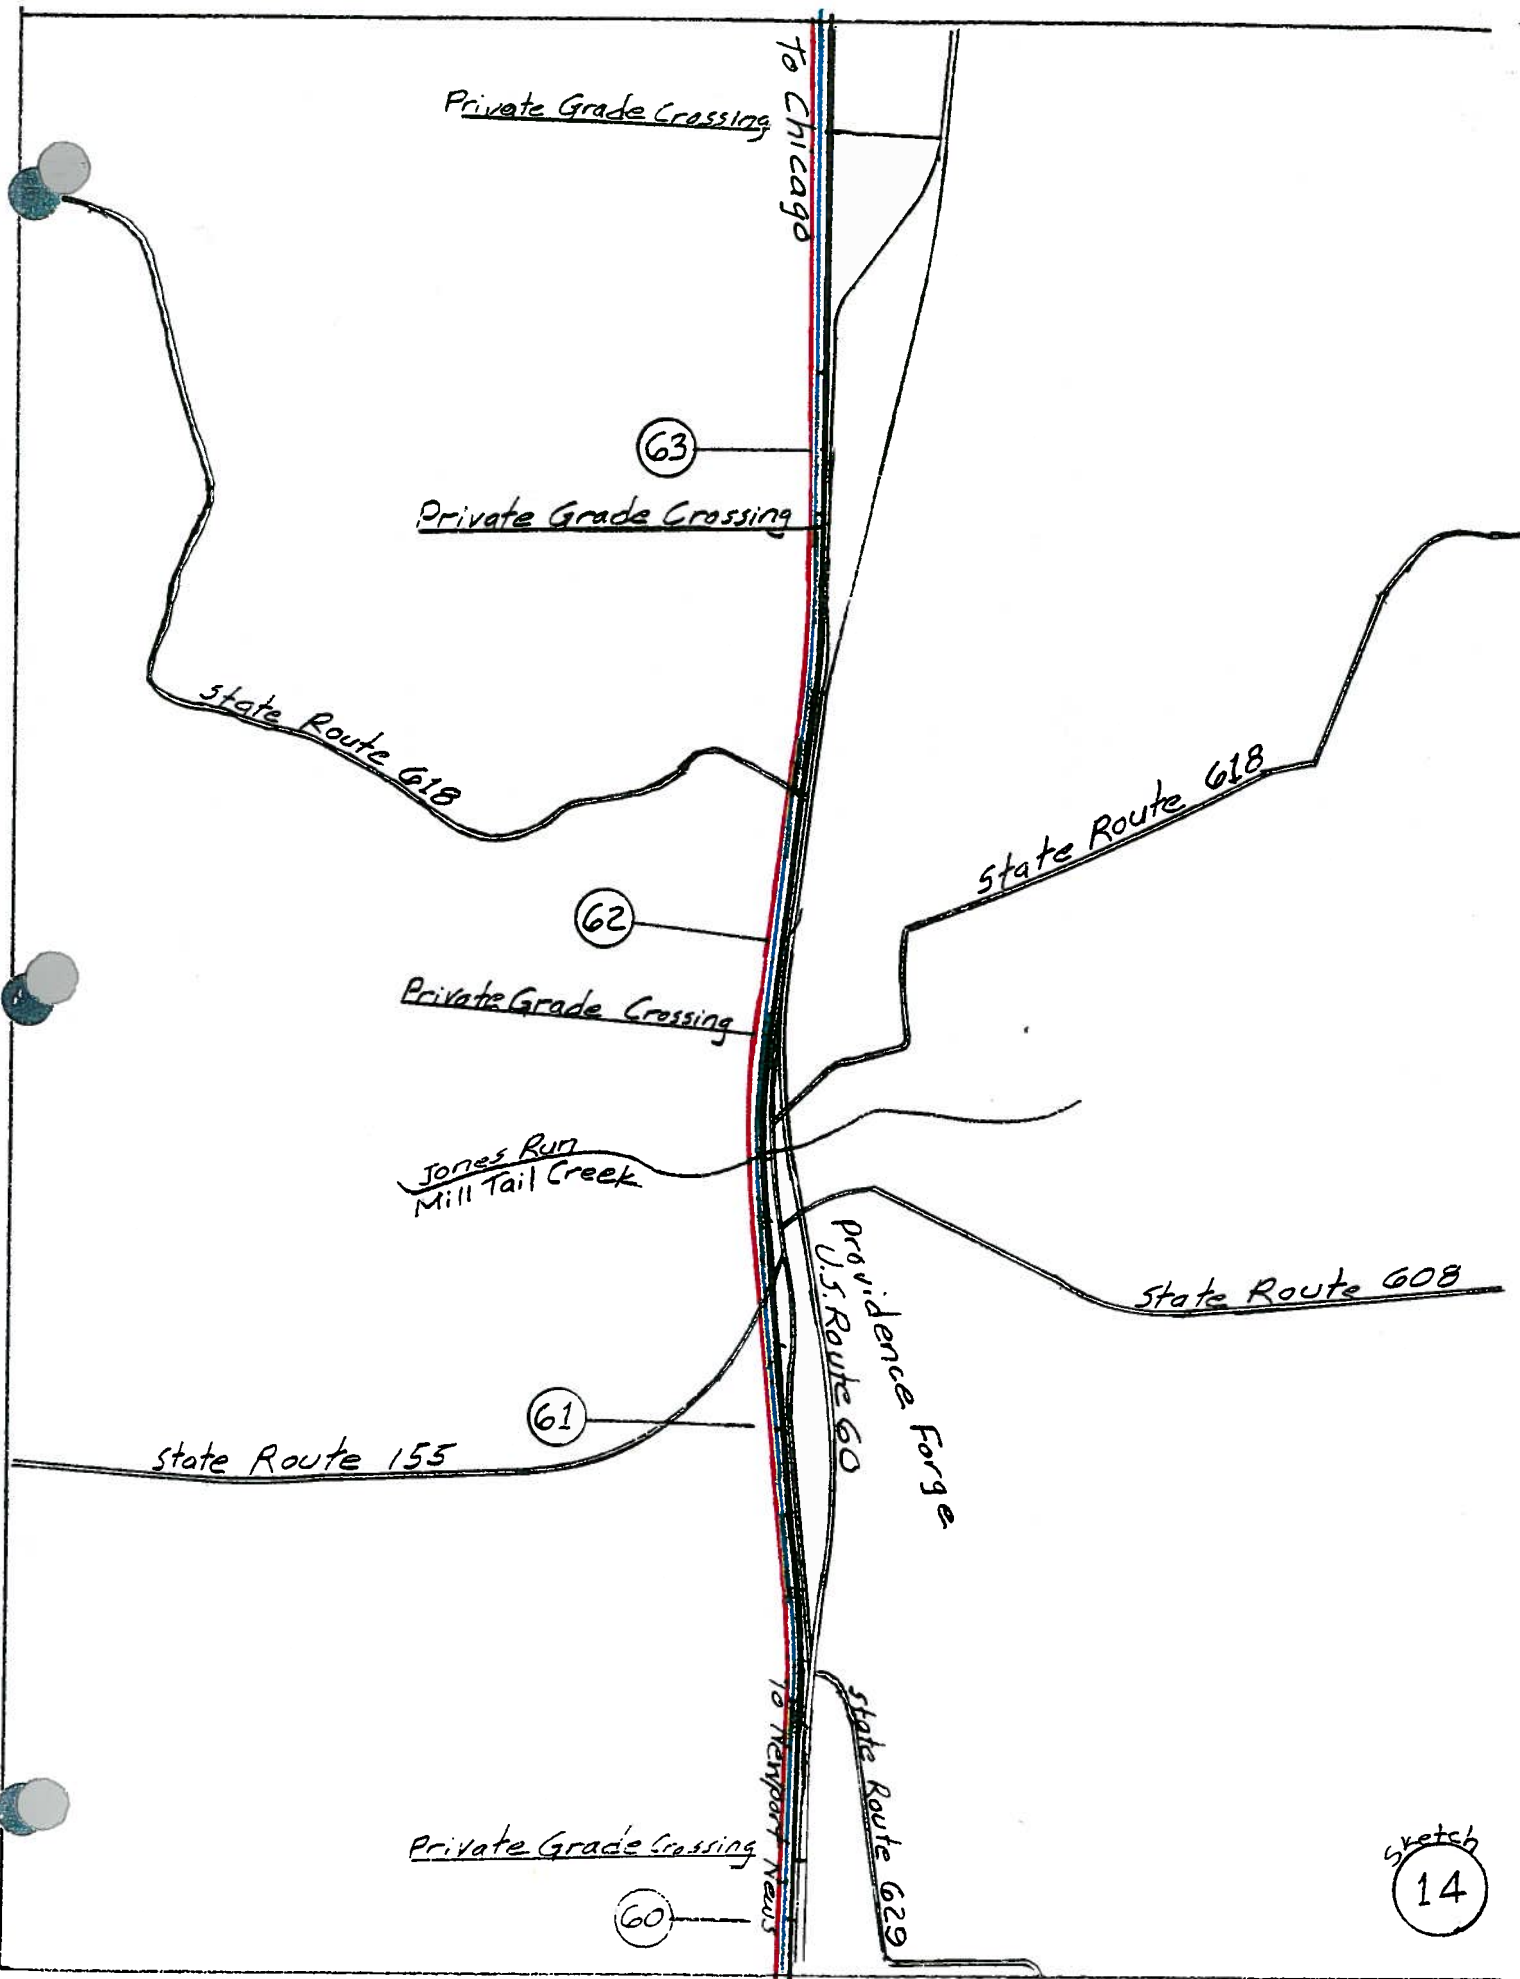 To Chicago
Private Grade Crossing
63
Private Grade Crossing
State Route 618
State Route 618
62
Private Grade Crossing
Jones Run
Mill Tail Creek
Providence Forge
U.S. Route 60
State Route 608
61
State Route 155
To Newport News
State Route 629
Private Grade Crossing
60
Sketch
14